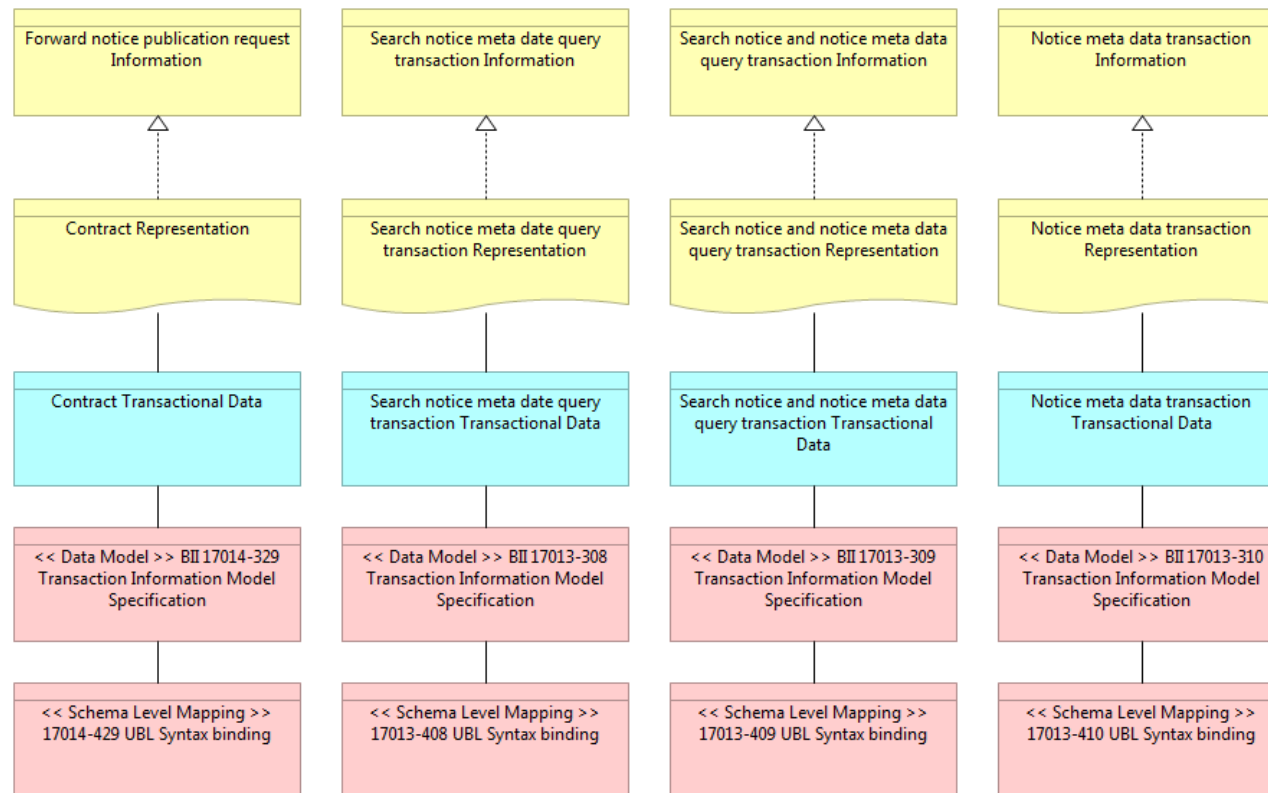 Forward notice publication request
Information
Search notice meta date query
transaction Information
Search notice and notice meta data
query transaction Information
Notice meta data transaction
Information
Contract Representation
Search notice meta date query
transaction Representation
Search notice and notice meta data
query transaction Representation
Notice meta data transaction
Representation
Contract Transactional Data
Search notice meta date query
transaction Transactional Data
Search notice and notice meta data
query transaction Transactional
Data
Notice meta data transaction
Transactional Data
<< Data Model >> BII 17014-329
Transaction Information Model
Specification
<< Data Model >> BII 17013-308
Transaction Information Model
Specification
<< Data Model >> BII 17013-309
Transaction Information Model
Specification
<< Data Model >> BII 17013-310
Transaction Information Model
Specification
<< Schema Level Mapping >>
17014-429 UBL Syntax binding
<< Schema Level Mapping >>
17013-408 UBL Syntax binding
<< Schema Level Mapping >>
17013-409 UBL Syntax binding
<< Schema Level Mapping >>
17013-410 UBL Syntax binding